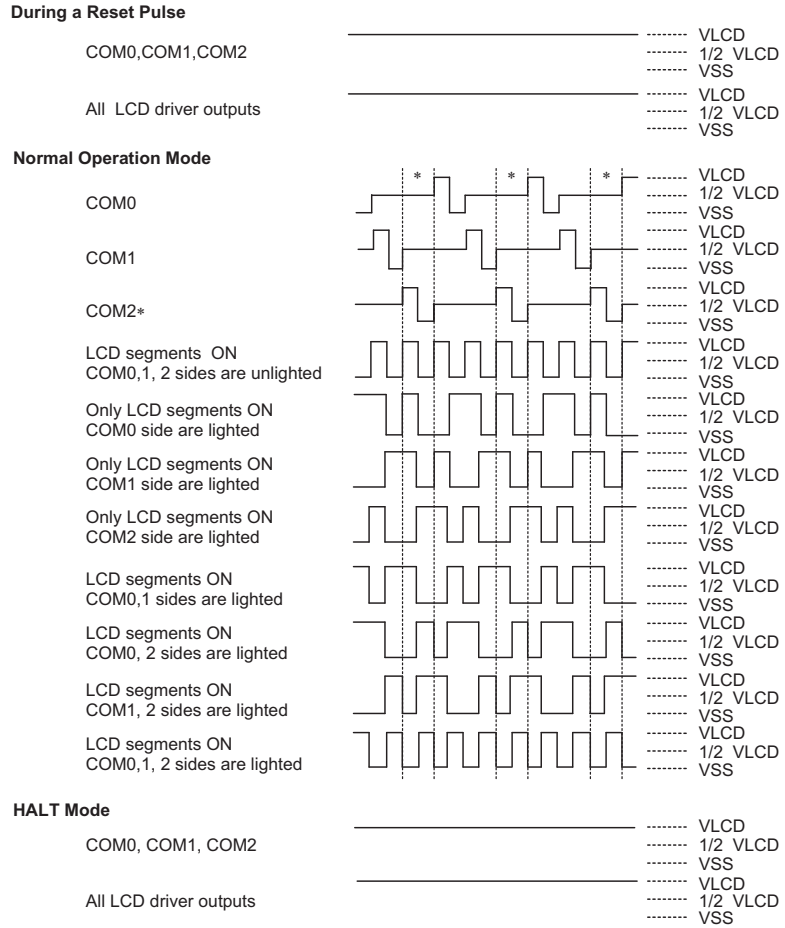 During a Reset Pulse
COM0,COM1,COM2
VLCD
1/2 VLCD
VSS
All LCD driver outputs
VLCD
1/2 VLCD
VSS
Normal Operation Mode
* * *
COM0
VLCD
1/2 VLCD
VSS
COM1
VLCD
1/2 VLCD
VSS
COM2*
VLCD
1/2 VLCD
VSS
LCD segments ON
COM0,1, 2 sides are unlighted
VLCD
1/2 VLCD
VSS
Only LCD segments ON
COM0 side are lighted
VLCD
1/2 VLCD
VSS
Only LCD segments ON
COM1 side are lighted
VLCD
1/2 VLCD
VSS
Only LCD segments ON
COM2 side are lighted
VLCD
1/2 VLCD
VSS
LCD segments ON
COM0,1 sides are lighted
VLCD
1/2 VLCD
VSS
LCD segments ON
COM0, 2 sides are lighted
VLCD
1/2 VLCD
VSS
LCD segments ON
COM1, 2 sides are lighted
VLCD
1/2 VLCD
VSS
LCD segments ON
COM0,1, 2 sides are lighted
VLCD
1/2 VLCD
VSS
HALT Mode
COM0, COM1, COM2
VLCD
1/2 VLCD
VSS
All LCD driver outputs
VLCD
1/2 VLCD
VSS